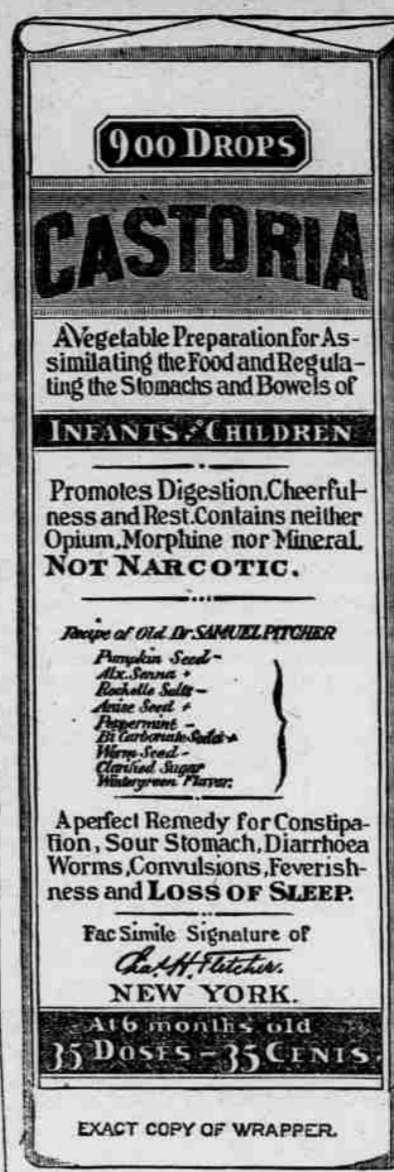 900 DROPS
CASTORIA
A Vegetable Preparation for As-
similating the Food and Regula-
ting the Stomachs and Bowels of
INFANTS AND CHILDREN
Promotes Digestion, Cheerful-
ness and Rest. Contains neither
Opium, Morphine nor Mineral.
NOT NARCOTIC.
Recipe of Old Dr SAMUEL PITCHER
Pumpkin Seed -
Alx. Senna +
Rochelle Salts -
Anise Seed +
Peppermint -
Bi Carbonate Soda +
Worm Seed -
Clarified Sugar
Wintergreen Flavor.
A perfect Remedy for Constipa-
tion, Sour Stomach, Diarrhoea
Worms, Convulsions, Feverish-
ness and LOSS OF SLEEP.
Fac Simile Signature of
Chas. H. Fletcher.
NEW YORK.
At 6 months old
35 DOSES - 35 CENTS.
EXACT COPY OF WRAPPER.